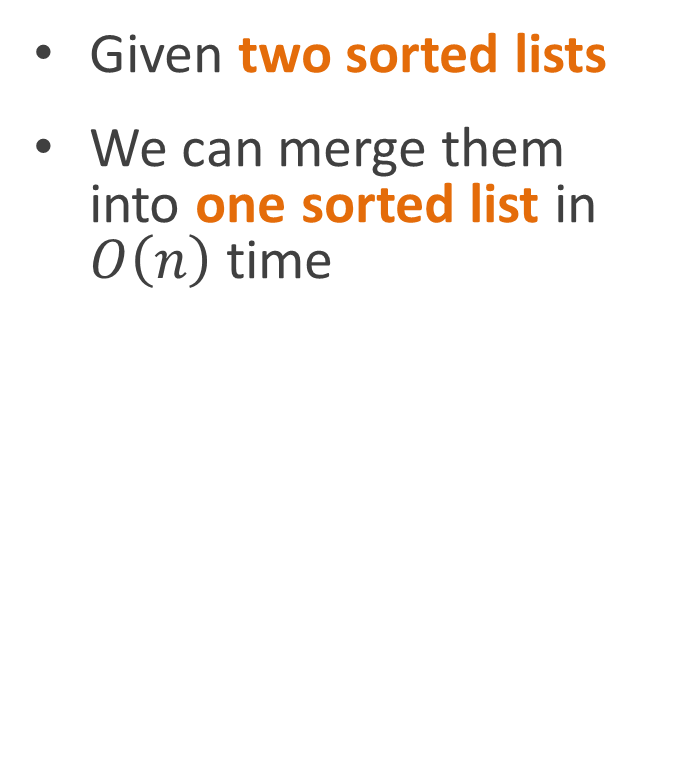 • Given two sorted lists
• We can merge them
into one sorted list in
𝑂(𝑛) time